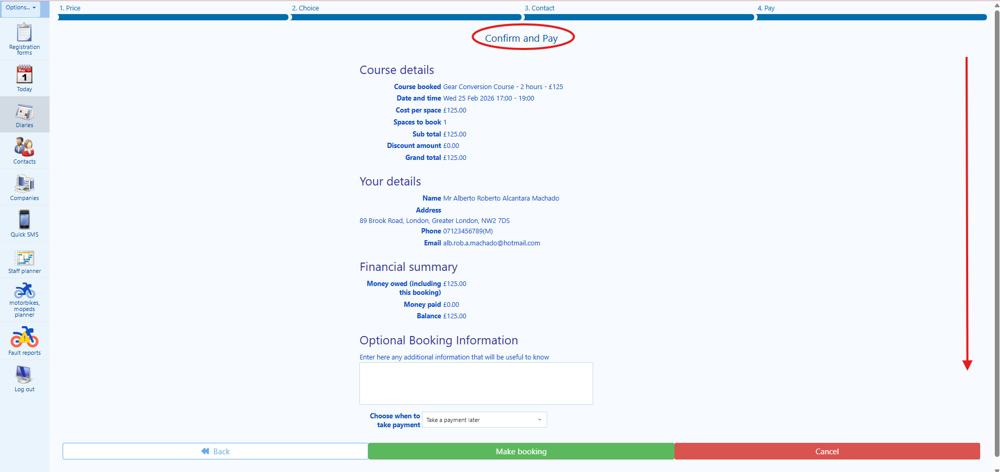 Options...
Registration
forms
Day
1
Today
Diaries
Contacts
Companies
Quick SMS
Staff planner
motorbikes,
mopeds
planner
Fault reports
Log out
1. Price
2. Choice
3. Contact
4. Pay
Confirm and Pay
Course details
Course booked Gear Conversion Course - 2 hours - £125
Date and time Wed 25 Feb 2026 17:00 - 19:00
Cost per space £125.00
Spaces to book 1
Sub total £125.00
Discount amount £0.00
Grand total £125.00
Your details
Name Mr Alberto Roberto Alcantara Machado
Address
89 Brook Road, London, Greater London, NW2 7DS
Phone 07123456789(M)
Email alb.rob.a.machado@hotmail.com
Financial summary
Money owed (including £125.00
this booking)
Money paid £0.00
Balance £125.00
Optional Booking Information
Enter here any additional information that will be useful to know
Choose when to
take payment
Take a payment later
Back
Make booking
Cancel